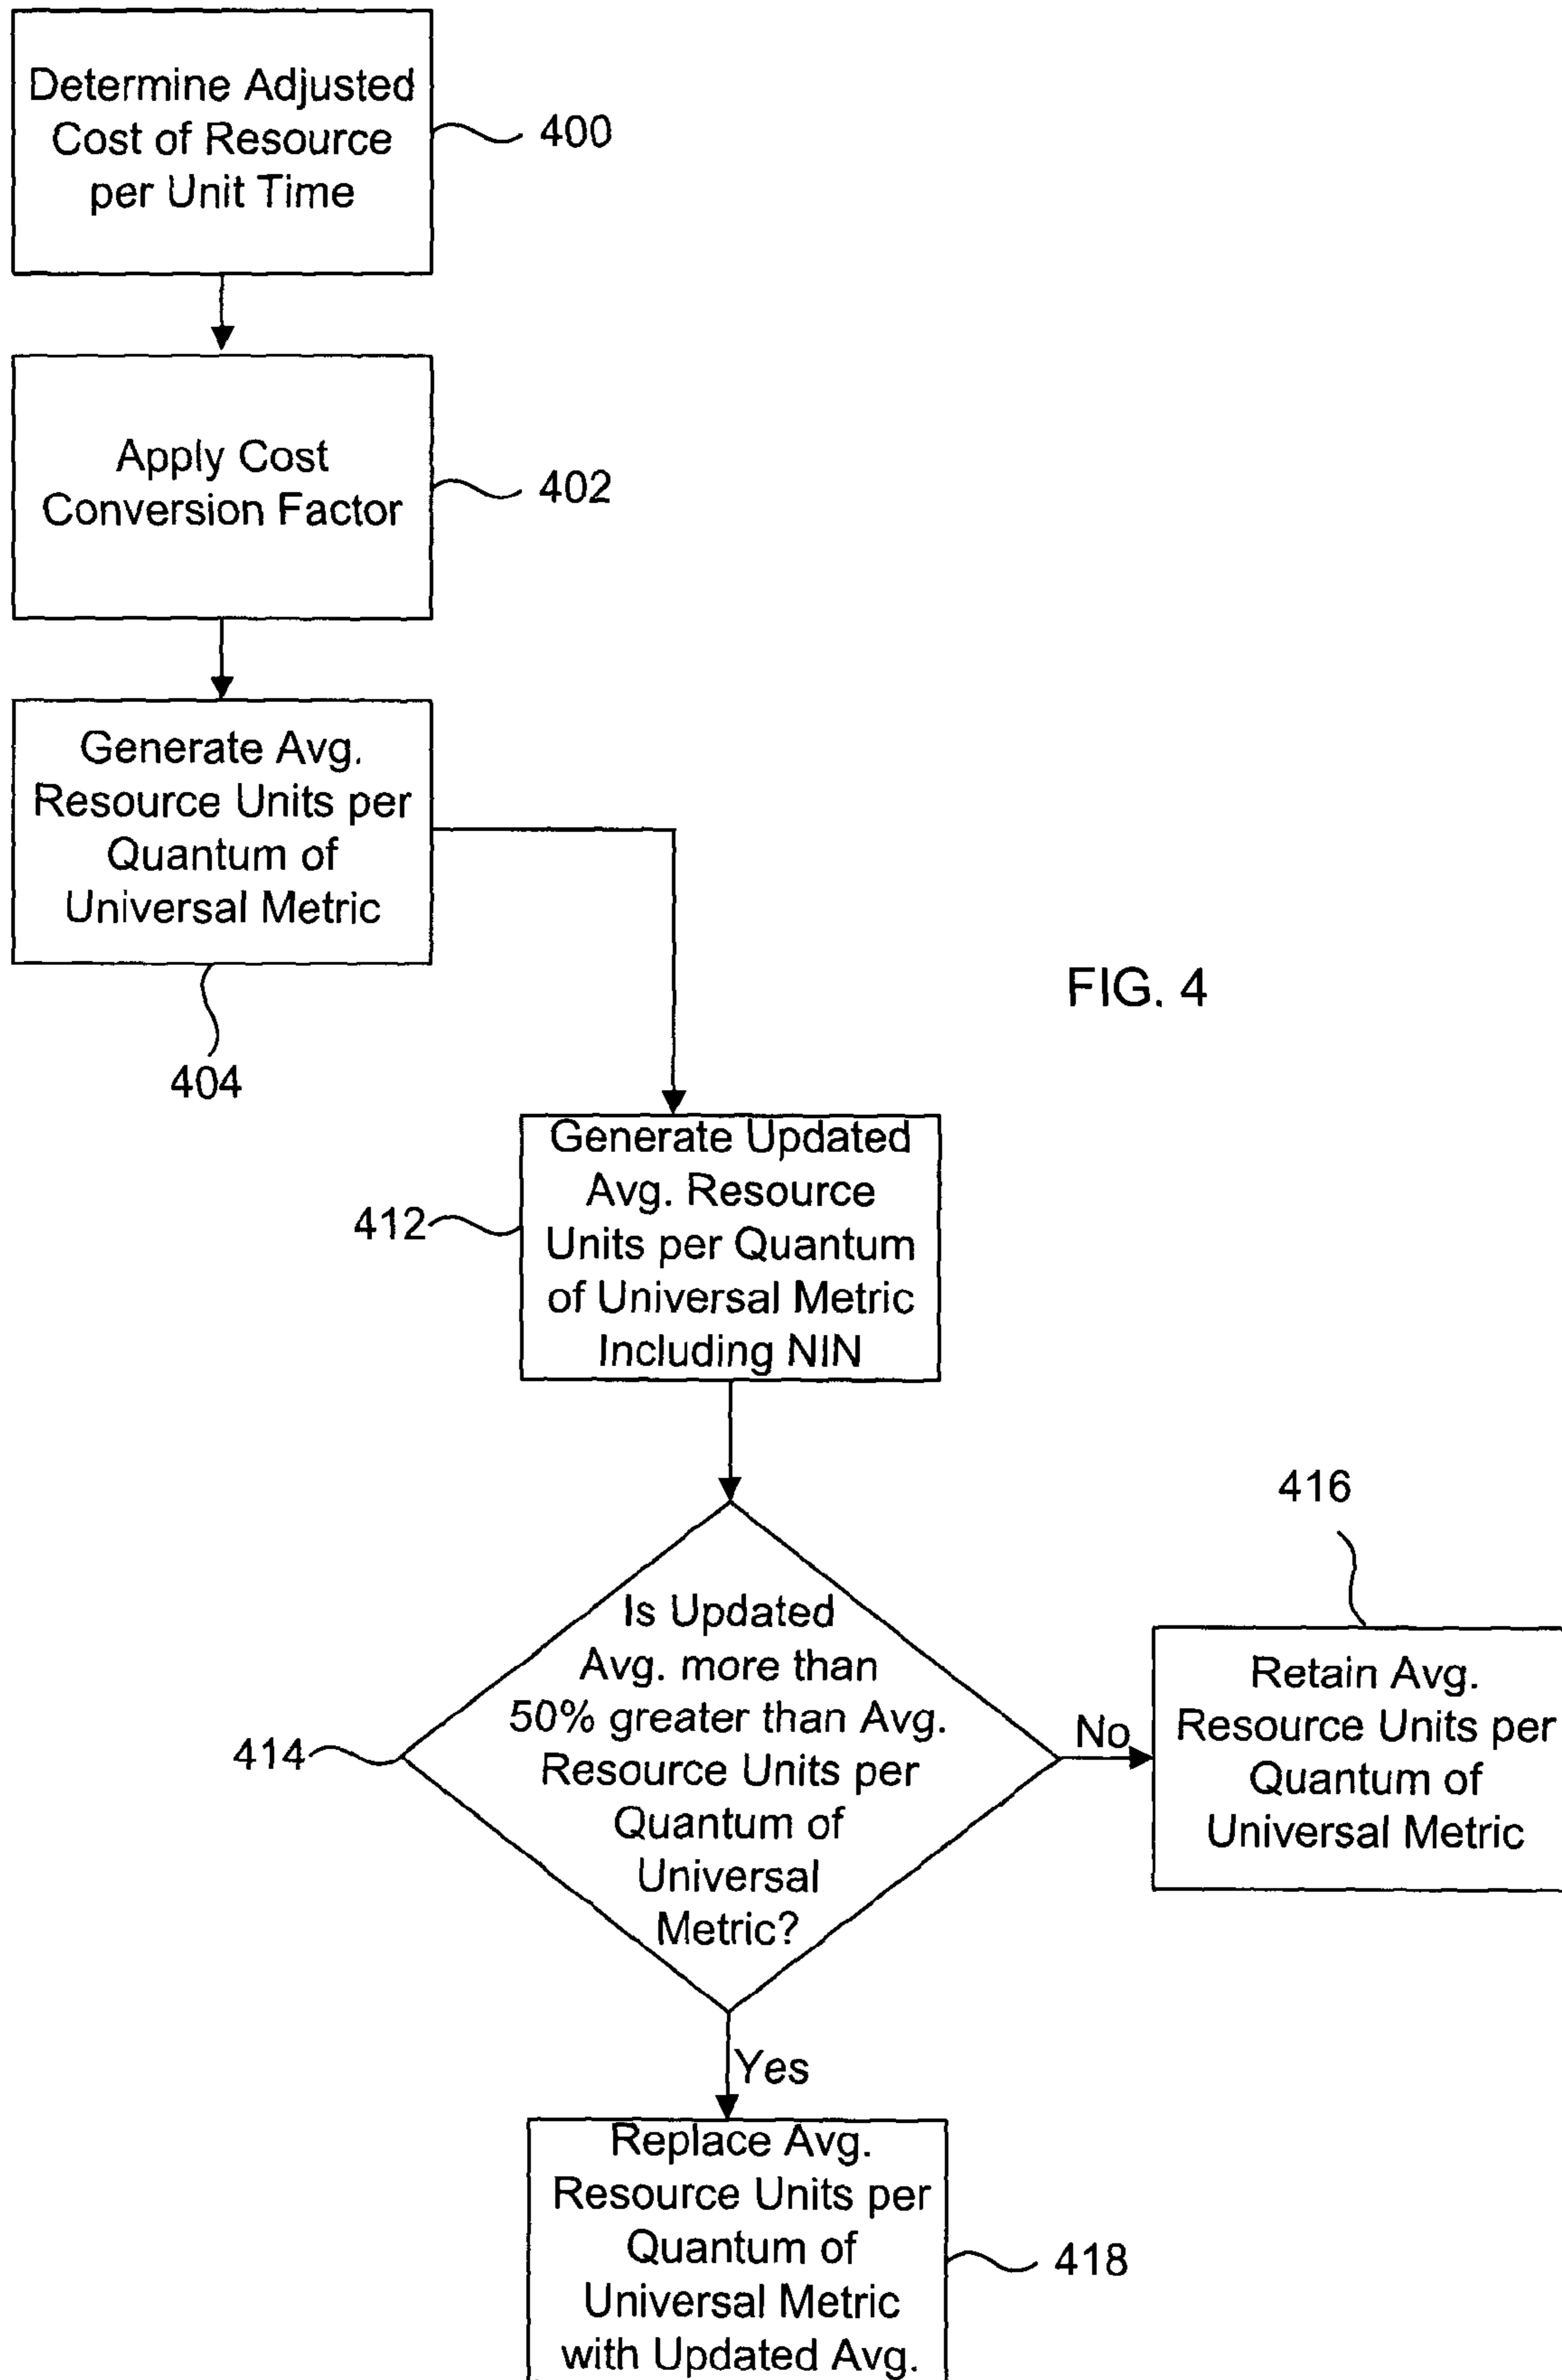 Determine Adjusted
Cost of Resource
per Unit Time
400
Apply Cost
Conversion Factor
402
Generate Avg.
Resource Units per
Quantum of
Universal Metric
404
FIG. 4
Generate Updated
Avg. Resource
Units per Quantum
of Universal Metric
Including NIN
412
Is Updated
Avg. more than
50% greater than Avg.
Resource Units per
Quantum of
Universal
Metric?
414
No
416
Retain Avg.
Resource Units per
Quantum of
Universal Metric
Yes
Replace Avg.
Resource Units per
Quantum of
Universal Metric
with Updated Avg.
418